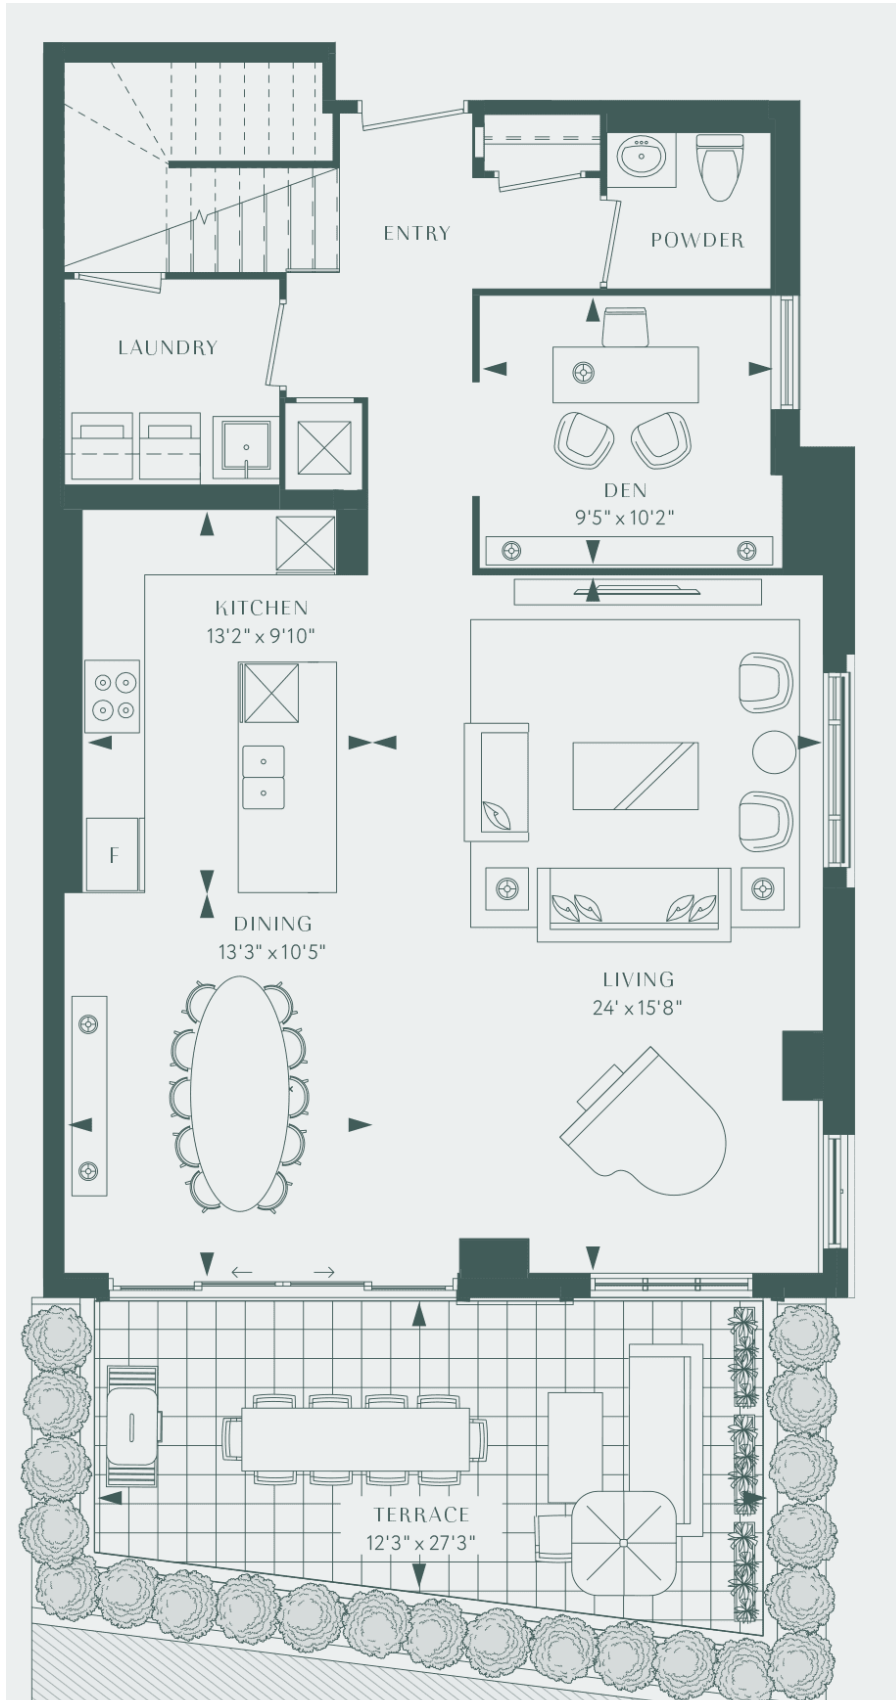 ENTRY
POWDER
LAUNDRY
DEN
9'5" x 10'2"
KITCHEN
13'2" x 9'10"
F
DINING
13'3" x 10'5"
LIVING
24' x 15'8"
TERRACE
12'3" x 27'3"